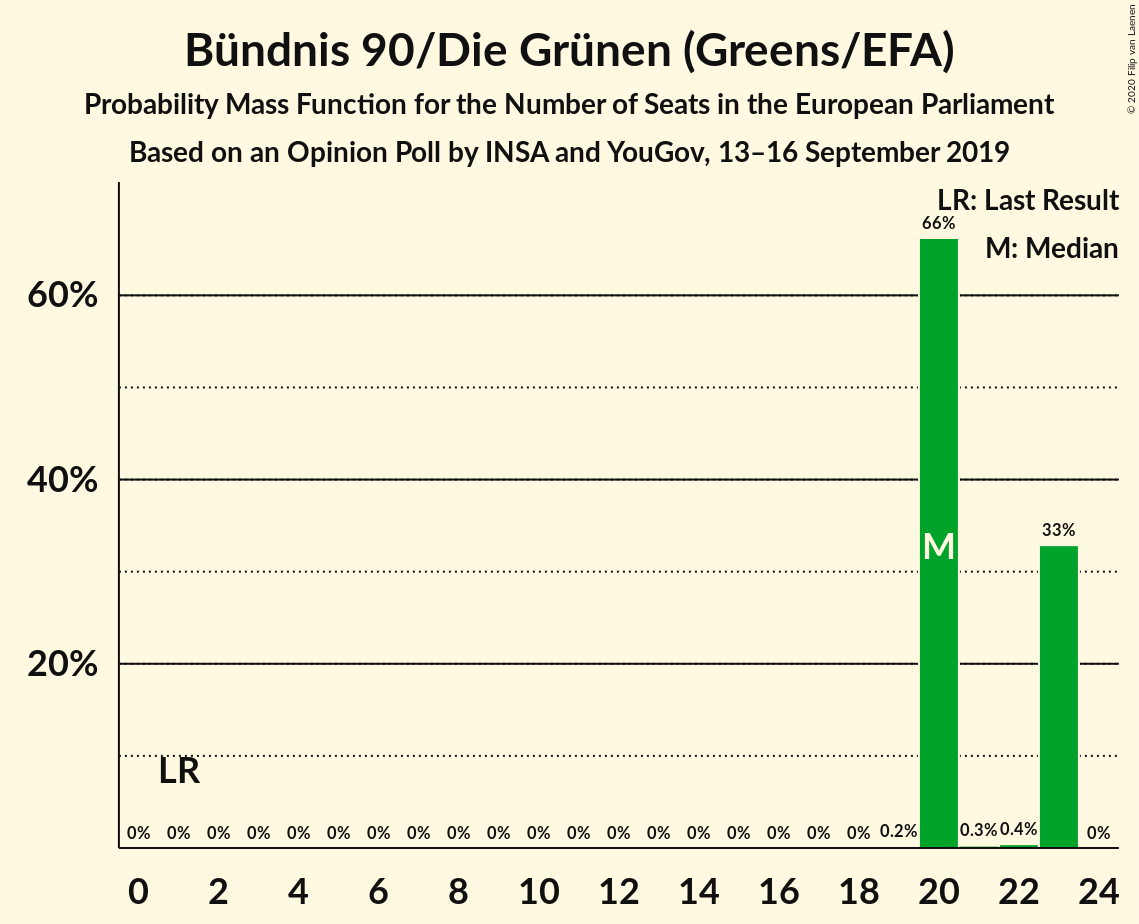 Bündnis 90/Die Grünen (Greens/EFA)
Probability Mass Function for the Number of Seats in the European Parliament
Based on an Opinion Poll by INSA and YouGov, 13–16 September 2019
© 2020 Filip van Laenen
LR: Last Result
66%
M: Median
60%
33%
M
40%
20%
LR
0% 0% 0% 0% 0% 0% 0% 0% 0% 0% 0% 0% 0% 0% 0% 0% 0% 0% 0% 0.2% 0.3% 0.4% 0%
0 2 4 6 8 10 12 14 16 18 20 22 24